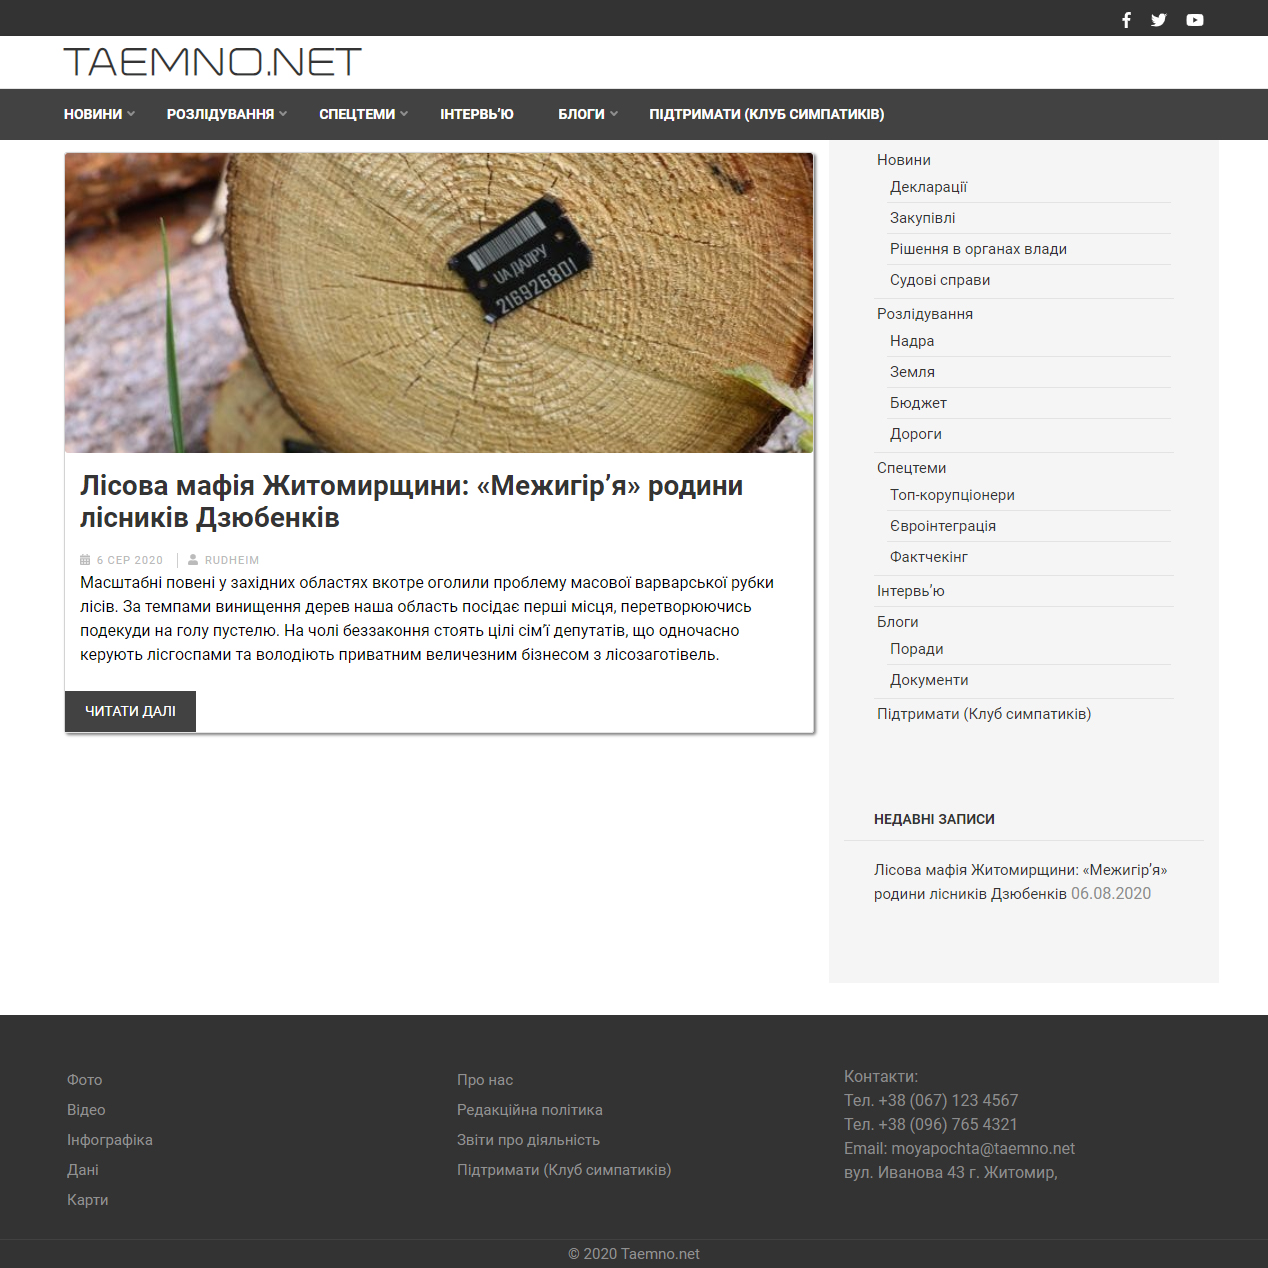 TAEMNO.NET
НОВИНИ
РОЗЛІДУВАННЯ
СПЕЦТЕМИ
ІНТЕРВЬ'Ю
БЛОГИ
ПІДТРИМАТИ (КЛУБ СИМПАТИКІВ)
UA ДАЛРУ
216926801
Лісова мафія Житомирщини: «Межигір’я» родини
лісників Дзюбенків
6 СЕР 2020
RUDHEIM
Масштабні повені у західних областях вкотре оголили проблему масової варварської рубки
лісів. За темпами винищення дерев наша область посідає перші місця, перетворюючись
подекуди на голу пустелю. На чолі беззаконня стоять цілі сім’ї депутатів, що одночасно
керують лісгоспами та володіють приватним величезним бізнесом з лісозаготівель.
ЧИТАТИ ДАЛІ
Новини
Декларації
Закупівлі
Рішення в органах влади
Судові справи
Розлідування
Надра
Земля
Бюджет
Дороги
Спецтеми
Топ-корупціонери
Євроінтеграція
Фактчекінг
Інтервь’ю
Блоги
Поради
Документи
Підтримати (Клуб симпатиків)
НЕДАВНІ ЗАПИСИ
Лісова мафія Житомирщини: «Межигір’я»
родини лісників Дзюбенків 06.08.2020
Фото
Відео
Інфографіка
Дані
Карти
Про нас
Редакційна політика
Звіти про діяльність
Підтримати (Клуб симпатиків)
Контакти:
Тел. +38 (067) 123 4567
Тел. +38 (096) 765 4321
Email: moyapochta@taemno.net
вул. Иванова 43 г. Житомир,
© 2020 Taemno.net